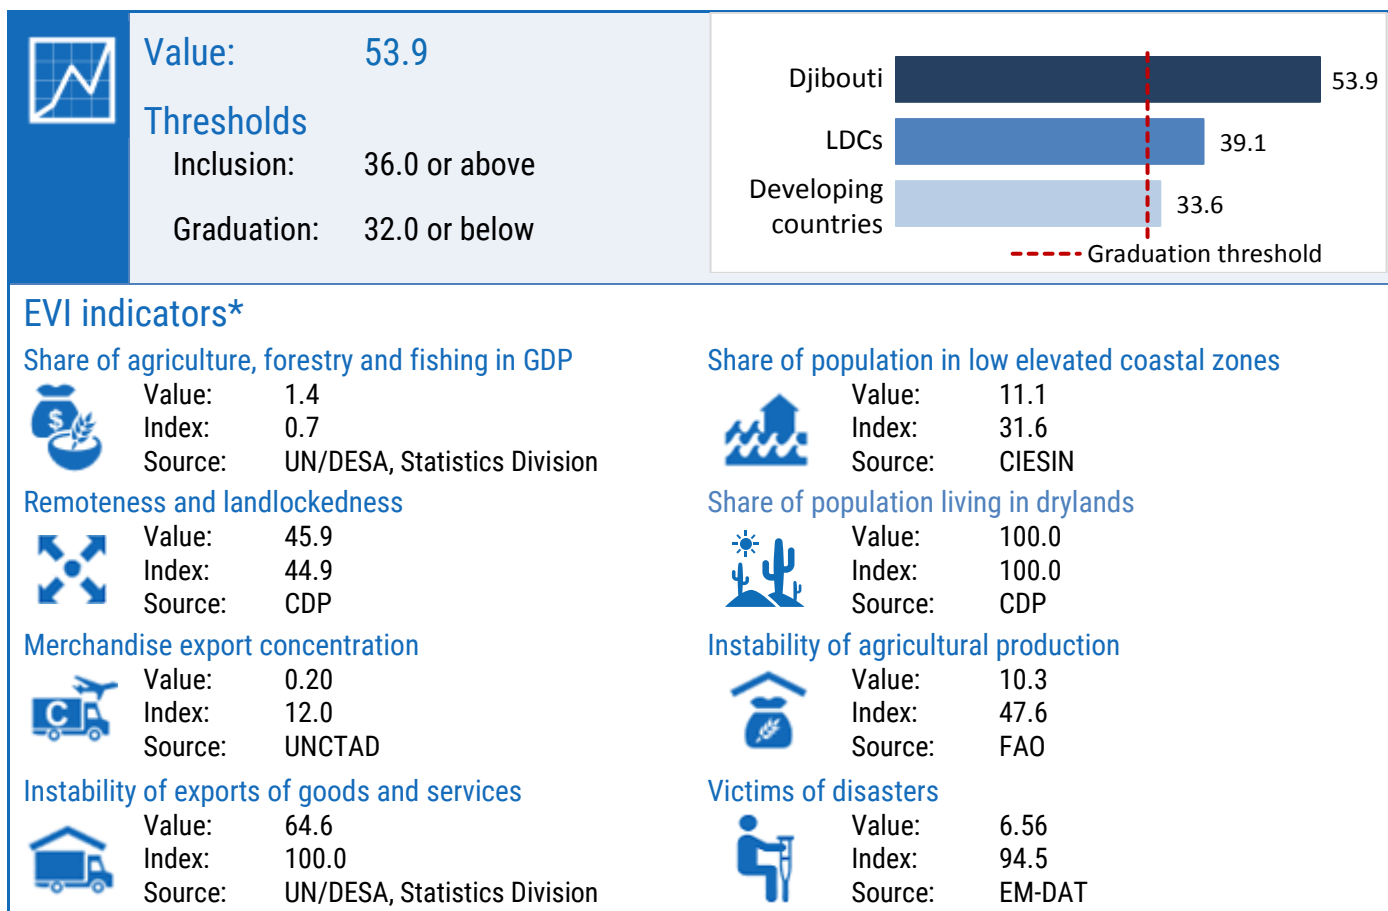 Value: 53.9
Thresholds
Inclusion: 36.0 or above
Graduation: 32.0 or below
Djibouti 53.9
LDCs 39.1
Developing
countries 33.6
Graduation threshold
EVI indicators*
Share of agriculture, forestry and fishing in GDP
Value: 1.4
Index: 0.7
Source: UN/DESA, Statistics Division
Remoteness and landlockedness
Value: 45.9
Index: 44.9
Source: CDP
Merchandise export concentration
C
Value: 0.20
Index: 12.0
Source: UNCTAD
Instability of exports of goods and services
Value: 64.6
Index: 100.0
Source: UN/DESA, Statistics Division
Share of population in low elevated coastal zones
Value: 11.1
Index: 31.6
Source: CIESIN
Share of population living in drylands
Value: 100.0
Index: 100.0
Source: CDP
Instability of agricultural production
Value: 10.3
Index: 47.6
Source: FAO
Victims of disasters
Value: 6.56
Index: 94.5
Source: EM-DAT